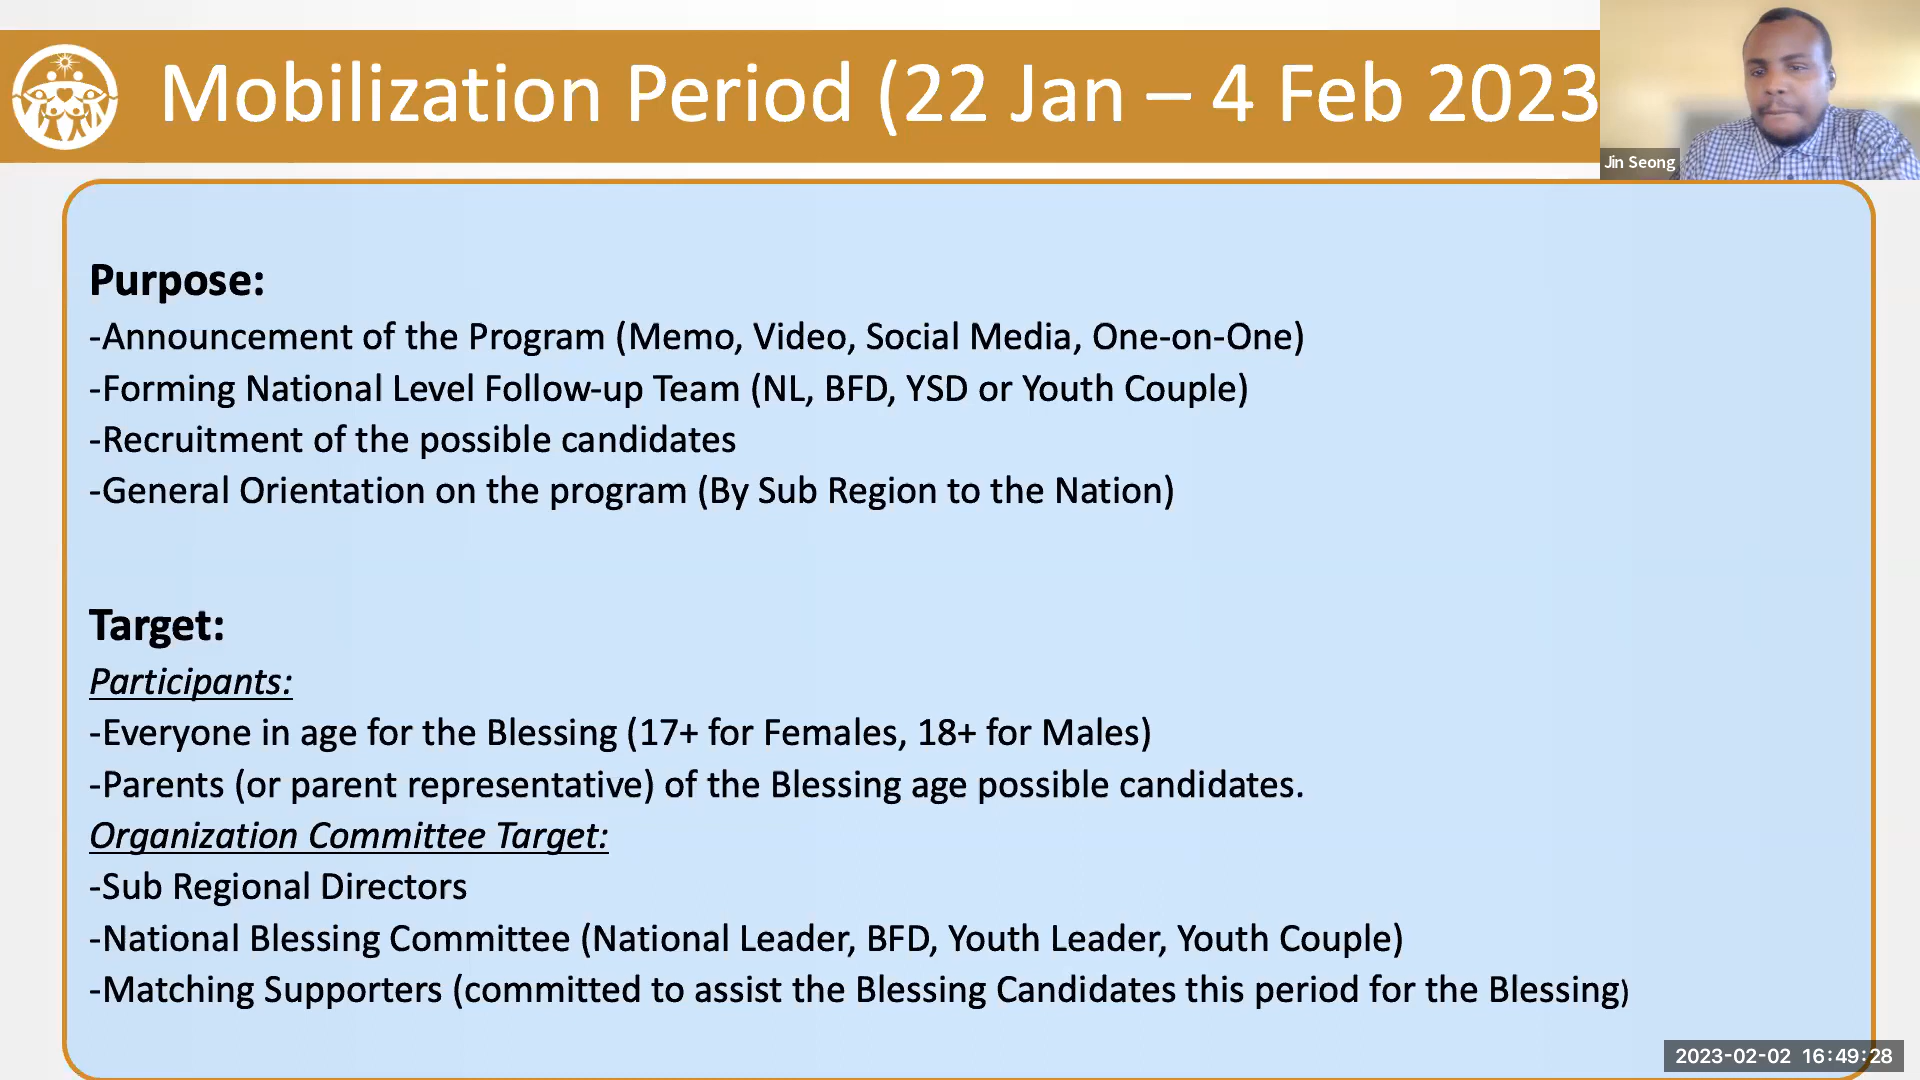 Mobilization Period (22 Jan – 4 Feb 2023
Jin Seong
Purpose:
-Announcement of the Program (Memo, Video, Social Media, One-on-One)
-Forming National Level Follow-up Team (NL, BFD, YSD or Youth Couple)
-Recruitment of the possible candidates
-General Orientation on the program (By Sub Region to the Nation)
Target:
Participants:
-Everyone in age for the Blessing (17+ for Females, 18+ for Males)
-Parents (or parent representative) of the Blessing age possible candidates.
Organization Committee Target:
-Sub Regional Directors
-National Blessing Committee (National Leader, BFD, Youth Leader, Youth Couple)
-Matching Supporters (committed to assist the Blessing Candidates this period for the Blessing)
2023-02-02 16:49:28